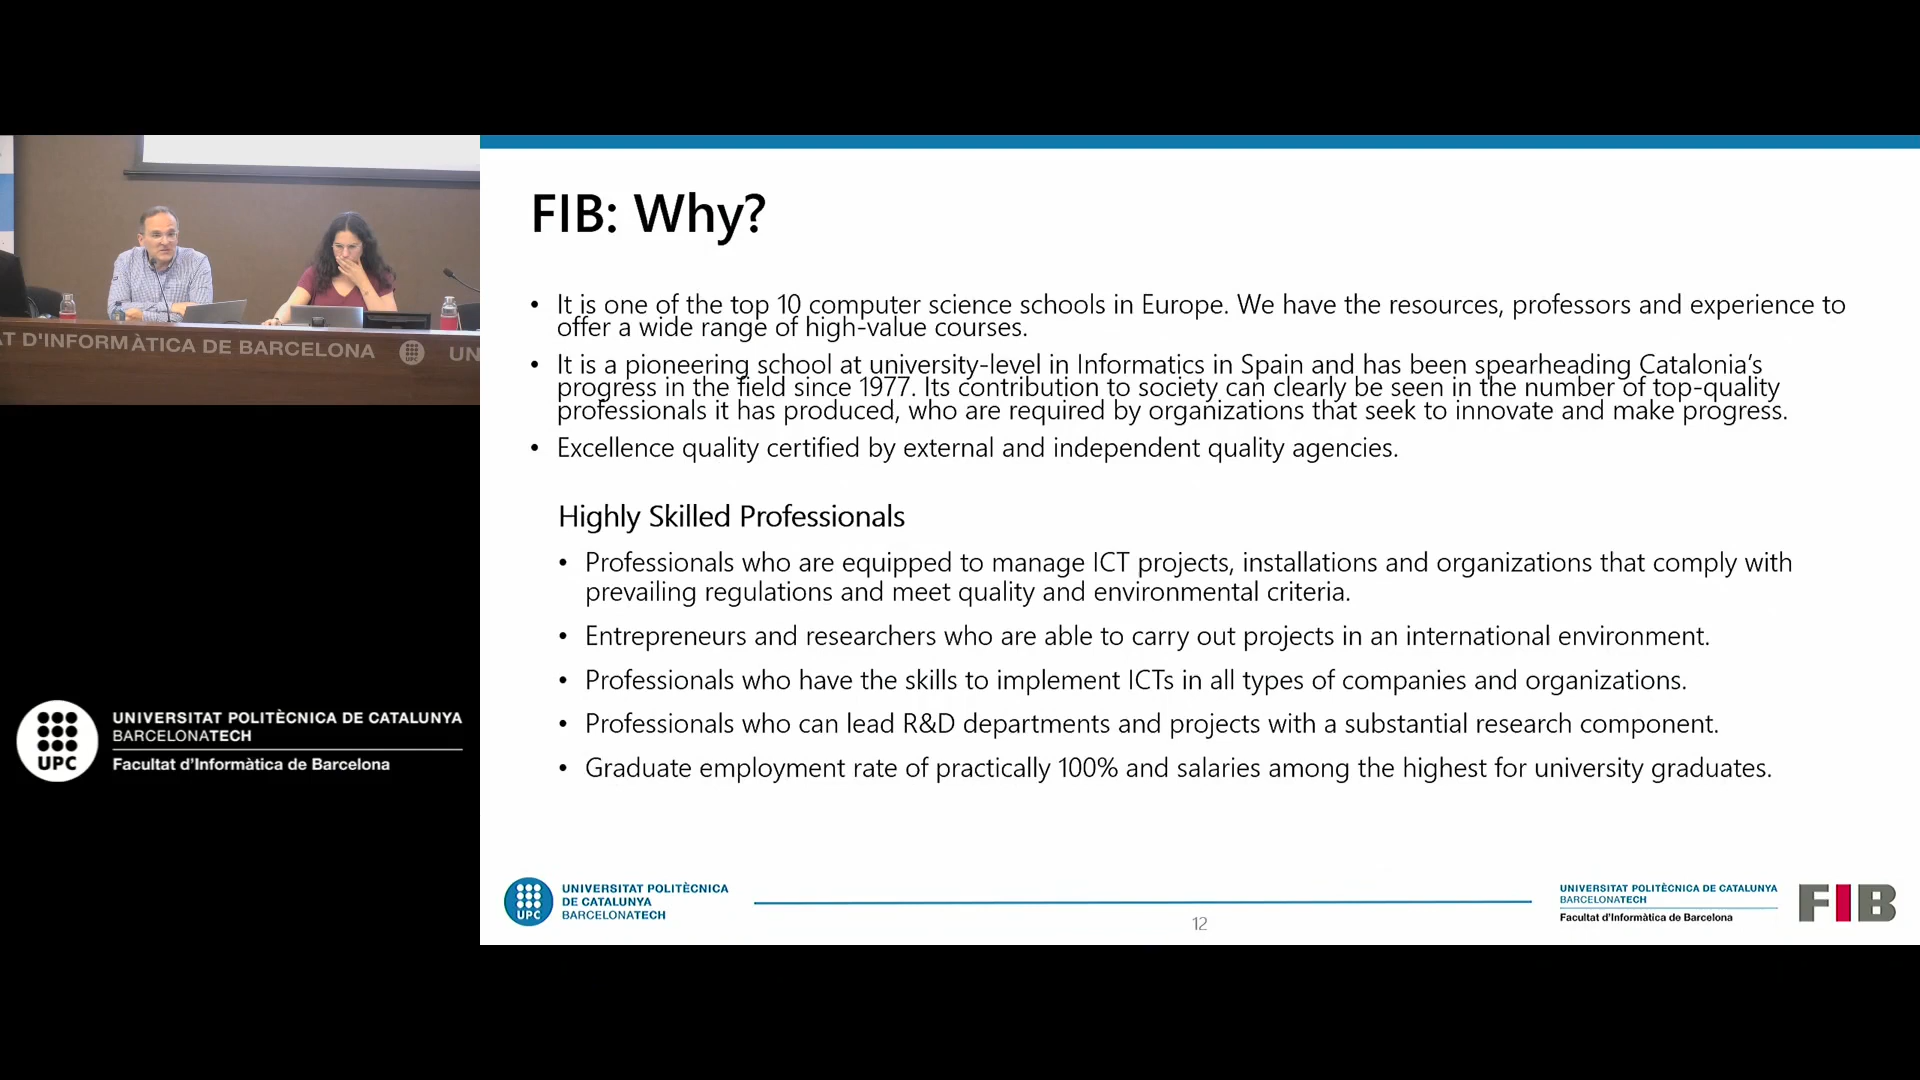 AT D'INFORMÀTICA DE BARCELONA
UN
UPC
UNIVERSITAT POLITÈCNICA DE CATALUNYA
BARCELONATECH
Facultat d'Informàtica de Barcelona
FIB: Why?
• It is one of the top 10 computer science schools in Europe. We have the resources, professors and experience to
offer a wide range of high-value courses.
• It is a pioneering school at university-level in Informatics in Spain and has been spearheading Catalonia's
progress in the field since 1977. Its contribution to society can clearly be seen in the number of top-quality
professionals it has produced, who are required by organizations that seek to innovate and make progress.
• Excellence quality certified by external and independent quality agencies.
Highly Skilled Professionals
• Professionals who are equipped to manage ICT projects, installations and organizations that comply with
prevailing regulations and meet quality and environmental criteria.
• Entrepreneurs and researchers who are able to carry out projects in an international environment.
• Professionals who have the skills to implement ICTs in all types of companies and organizations.
• Professionals who can lead R&D departments and projects with a substantial research component.
• Graduate employment rate of practically 100% and salaries among the highest for university graduates.
UPC
UNIVERSITAT POLITÈCNICA
DE CATALUNYA
BARCELONATECH
12
UNIVERSITAT POLITÈCNICA DE CATALUNYA
BARCELONATECH
Facultat d'Informàtica de Barcelona
FIB